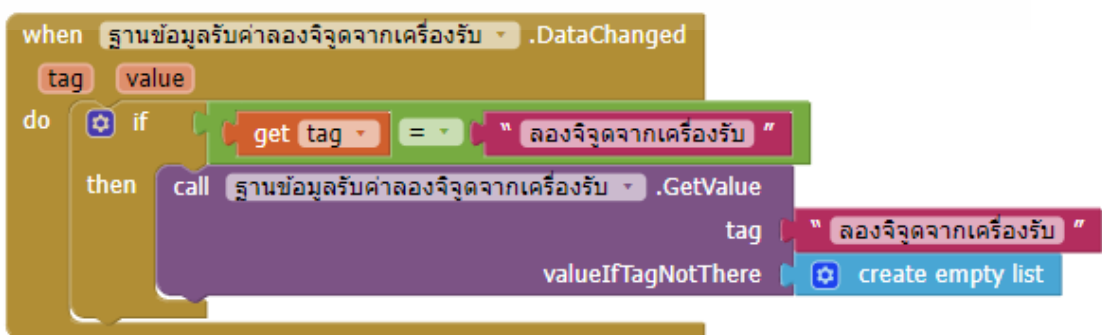 when ฐานข้อมูลรับค่าลองจิจูดจากเครื่องรับ .DataChanged
tag value
do if get tag = " ลองจิจูดจากเครื่องรับ "
then call ฐานข้อมูลรับค่าลองจิจูดจากเครื่องรับ .GetValue
tag " ลองจิจูดจากเครื่องรับ "
valueIfTagNotThere create empty list